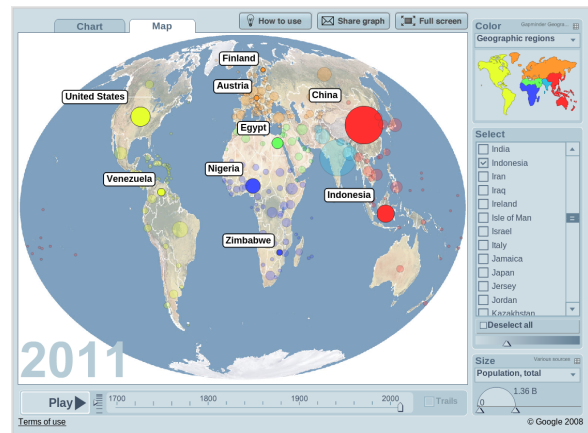 Chart
Map
How to use
Share graph
Full screen
Color
Geographic regions
Finland
Austria
United States
China
Egypt
Nigeria
Venezuela
Indonesia
Zimbabwe
2011
Select
India
Indonesia
Iran
Iraq
Ireland
Isle of Man
Israel
Italy
Jamaica
Japan
Jersey
Jordan
Kazakhstan
Deselect all
Size
Various sources
Population, total
1.36 B
0
Play
1700
1800
1900
2000
Trails
Terms of use
© Google 2008